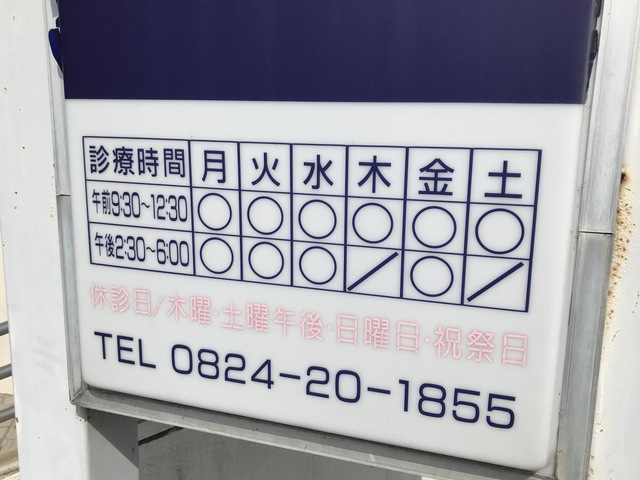 診療時間 月 火 水 木 金 土
午前9:30~12:30 ○ ○ ○ ○ ○ ○
午後2:30~6:00 ○ ○ ○ / ○ /
休診日/木曜・土曜午後・日曜日・祝祭日
TEL 0824-20-1855